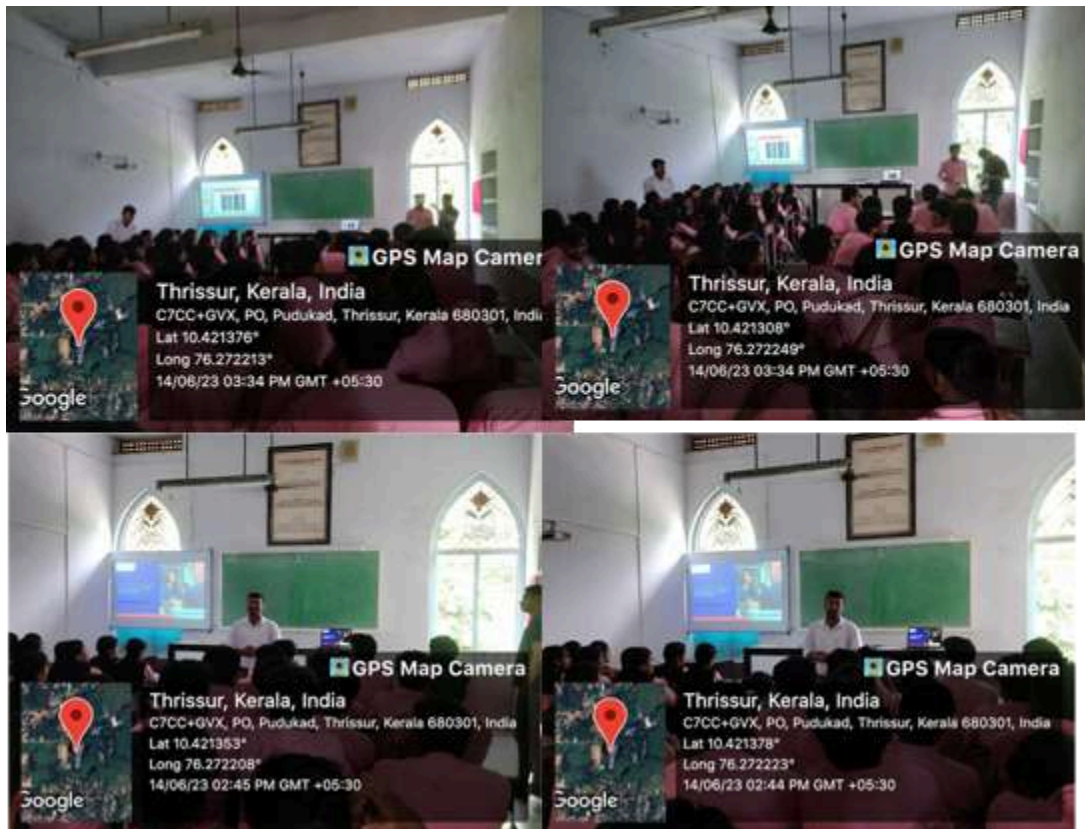 GPS Map Camera
Thrissur, Kerala, India
C7CC+GVX, PO, Pudukad, Thrissur, Kerala 680301, India
Lat 10.421376°
Long 76.272213°
14/06/23 03:34 PM GMT +05:30
Google
GPS Map Camera
Thrissur, Kerala, India
C7CC+GVX, PO, Pudukad, Thrissur, Kerala 680301, India
Lat 10.421308°
Long 76.272249°
14/06/23 03:34 PM GMT +05:30
Google
GPS Map Camera
Thrissur, Kerala, India
C7CC+GVX, PO, Pudukad, Thrissur, Kerala 680301, India
Lat 10.421353°
Long 76.272208°
14/06/23 02:45 PM GMT +05:30
Google
GPS Map Camera
Thrissur, Kerala, India
C7CC+GVX, PO, Pudukad, Thrissur, Kerala 680301, India
Lat 10.421378°
Long 76.272223°
14/06/23 02:44 PM GMT +05:30
Google